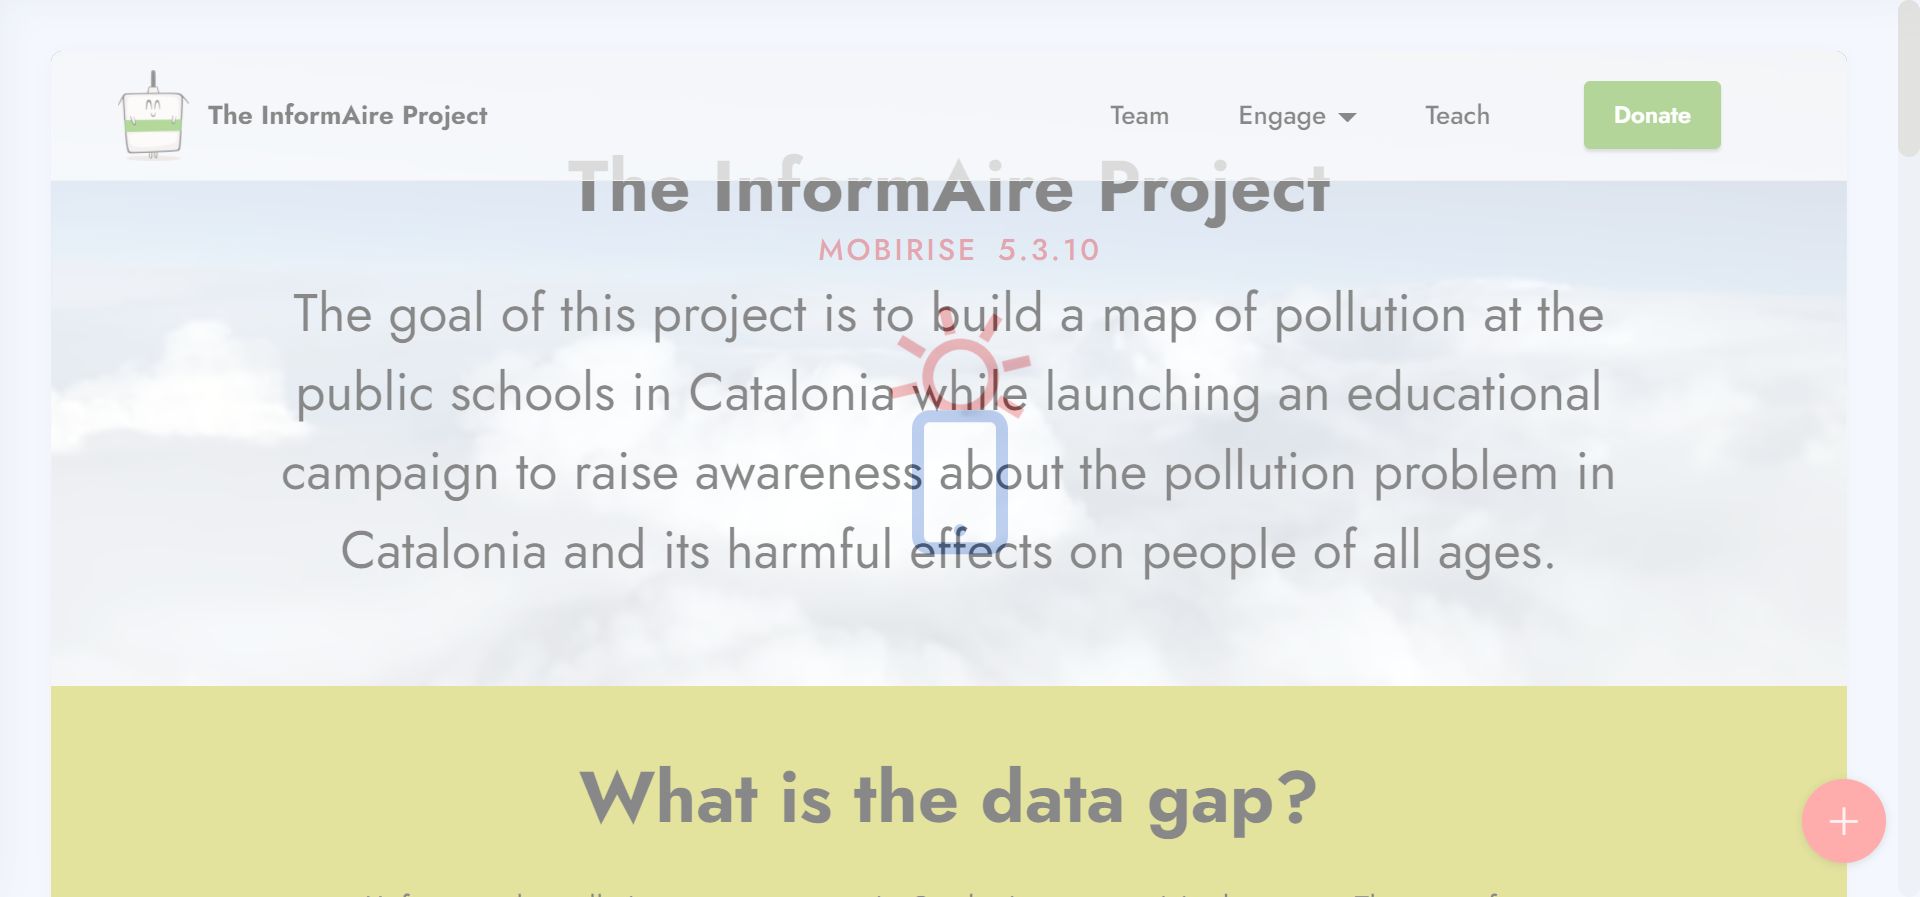 The InformAire Project
Team
Engage
Teach
Donate
The InformAire Project
MOBIRISE 5.3.10
The goal of this project is to build a map of pollution at the
public schools in Catalonia while launching an educational
campaign to raise awareness about the pollution problem in
Catalonia and its harmful effects on people of all ages.
What is the data gap?